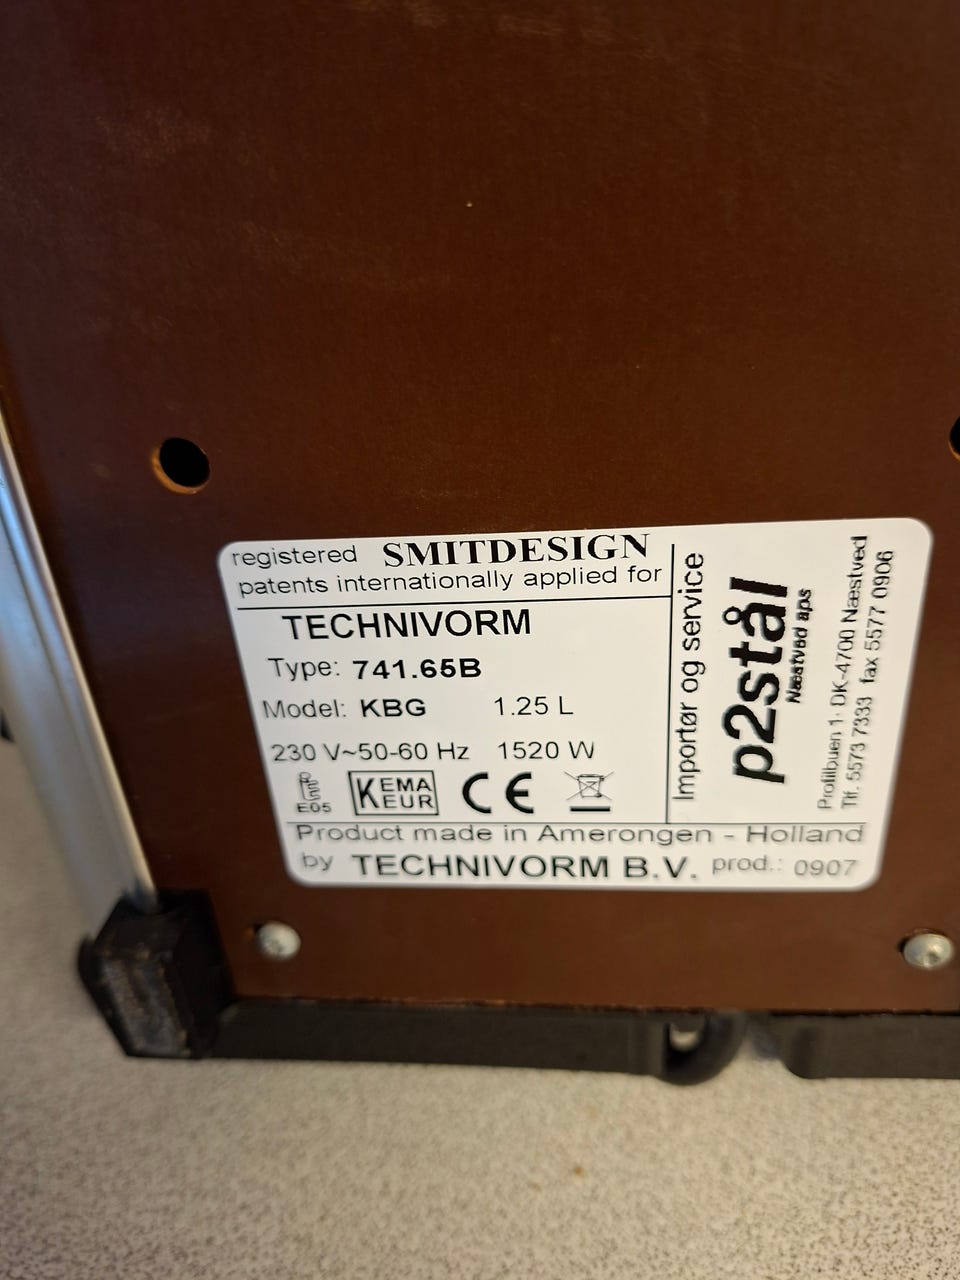 registered SMITDESIGN
patents internationally applied for
TECHNIVORM
Type: 741.65B
Model: KBG 1.25 L
230 V~50-60 Hz 1520 W
E05 KEMA EUR CE
Importør og service
p2stål
Næstved aps
Profilbuen 1· DK-4700 Næstved
Tlf. 5573 7333 fax 5577 0906
Product made in Amerongen - Holland
by TECHNIVORM B.V. prod.: 0907